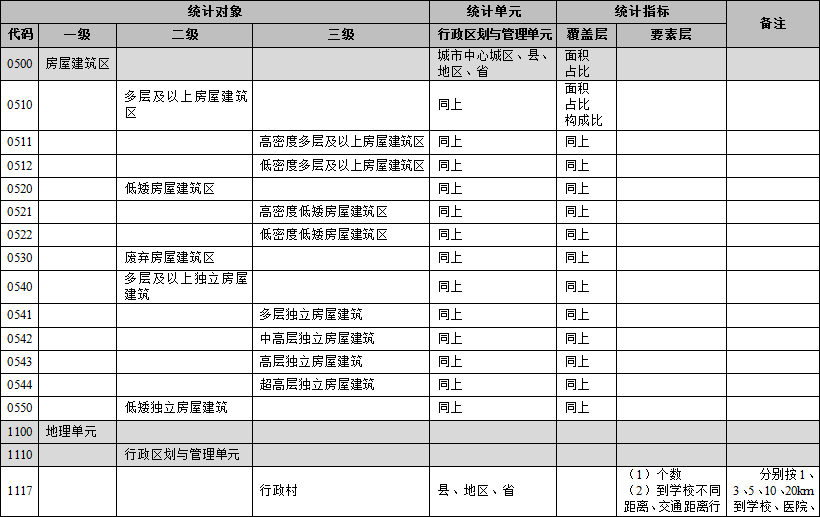 统计对象 统计单元 统计指标 备注
代码 一级 二级 三级 行政区划与管理单元 覆盖层 要素层
0500 房屋建筑区 城市中心城区、县、 面积
地区、省 占比
0510 多层及以上房屋建筑 同上 面积
区 占比
构成比
0511 高密度多层及以上房屋建筑区 同上 同上
0512 低密度多层及以上房屋建筑区 同上 同上
0520 低矮房屋建筑区 同上 同上
0521 高密度低矮房屋建筑区 同上 同上
0522 低密度低矮房屋建筑区 同上 同上
0530 废弃房屋建筑区 同上 同上
0540 多层及以上独立房屋 同上 同上
建筑
0541 多层独立房屋建筑 同上 同上
0542 中高层独立房屋建筑 同上 同上
0543 高层独立房屋建筑 同上 同上
0544 超高层独立房屋建筑 同上 同上
0550 低矮独立房屋建筑 同上 同上
1100 地理单元
1110 行政区划与管理单元
1117 行政村 县、地区、省 （1）个数 分别按1、
（2）到学校不同 3、5、10、20km
距离、交通距离行 到学校、医院、